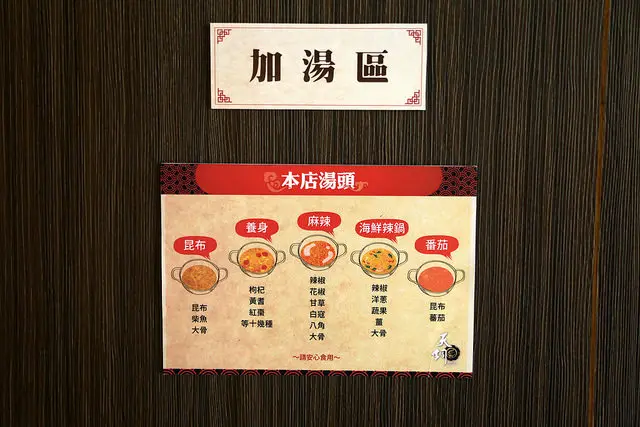 加湯區
本店湯頭
昆布
養身
麻辣
海鮮辣鍋
番茄
昆布
柴魚
大骨
枸杞
黃耆
紅棗
等十幾種
辣椒
花椒
甘草
白寇
八角
大骨
辣椒
洋蔥
蔬果
薑
大骨
昆布
蕃茄
～請安心食用～